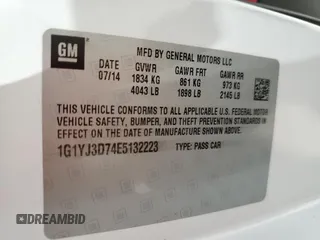 GM
MFD BY GENERAL MOTORS LLC
DATE GVWR GAWR FRT GAWR RR
07/14 1834 KG 861 KG 973 KG
4043 LB 1898 LB 2145 LB
THIS VEHICLE CONFORMS TO ALL APPLICABLE U.S. FEDERAL MOTOR
VEHICLE SAFETY, BUMPER, AND THEFT PREVENTION STANDARDS
IN EFFECT ON THE DATE OF MANUFACTURE SHOWN ABOVE.
1G1YJ3D74E5132223 TYPE: PASS CAR
DREAMBID